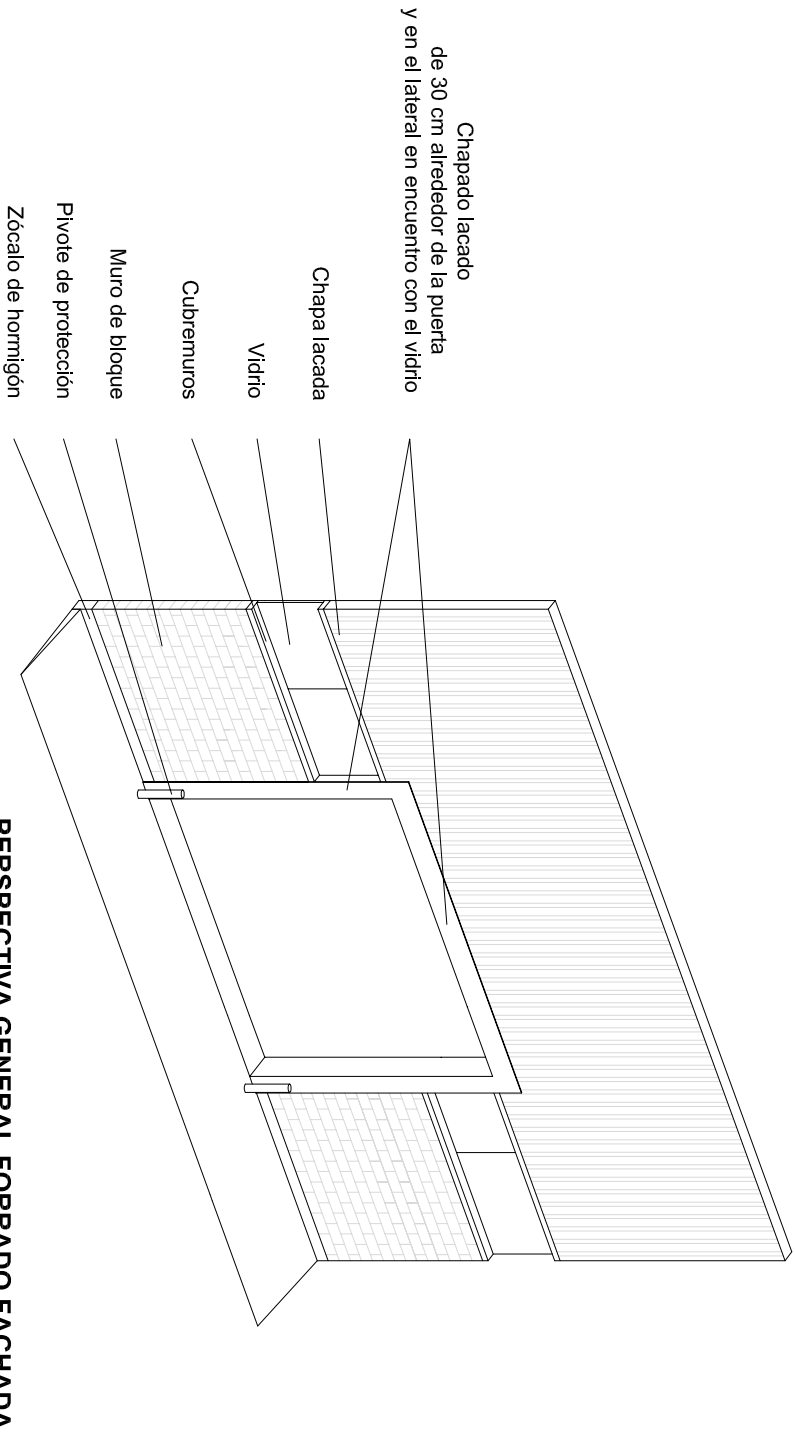 Chapado lacado
de 30 cm alrededor de la puerta
y en el lateral en encuentro con el vidrio
Chapa lacada
Vidrio
Cubremuros
Muro de bloque
Pivote de protección
Zócalo de hormigón
PERSPECTIVA GENERAL FORRADO FACHADA